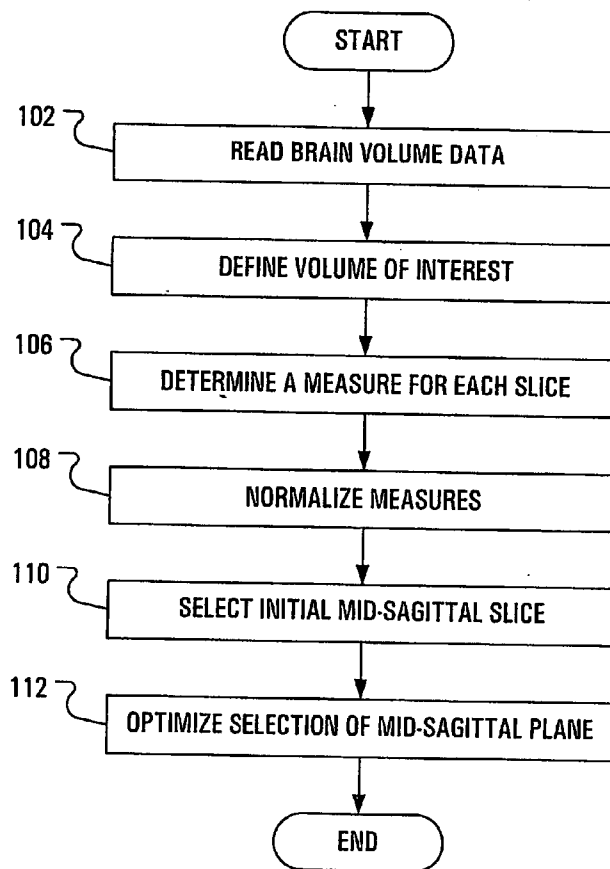 START
102
READ BRAIN VOLUME DATA
104
DEFINE VOLUME OF INTEREST
106
DETERMINE A MEASURE FOR EACH SLICE
108
NORMALIZE MEASURES
110
SELECT INITIAL MID-SAGITTAL SLICE
112
OPTIMIZE SELECTION OF MID-SAGITTAL PLANE
END